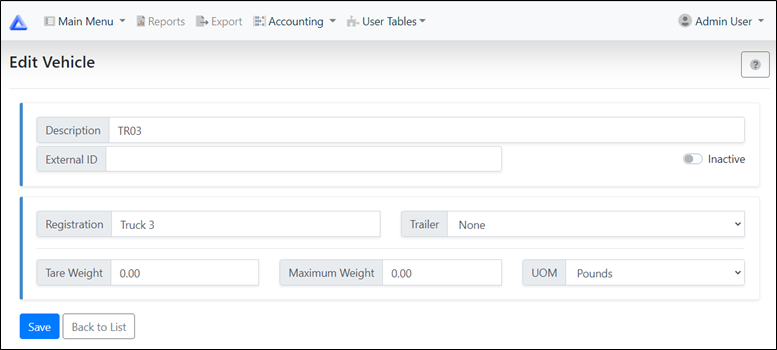 Main Menu Reports Export Accounting User Tables Admin User
Edit Vehicle ?
Description TR03
External ID Inactive
Registration Truck 3 Trailer None
Tare Weight 0.00 Maximum Weight 0.00 UOM Pounds
Save Back to List